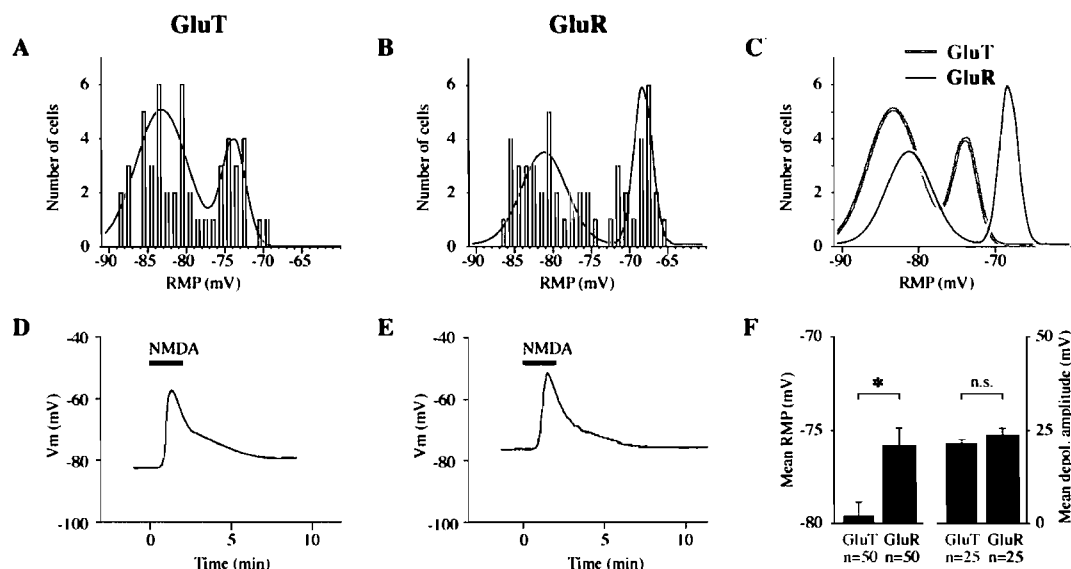 GluT
GluR
A
B
C
GluT
GluR
Number of cells
6
4
2
0
-90
-85
-80
-75
-70
-65
RMP (mV)
Number of cells
6
4
2
0
-90
-85
-80
-75
-70
-65
RMP (mV)
Number of cells
6
4
2
0
-90
-80
-70
RMP (mV)
D
E
F
Vm (mV)
-40
-60
-80
-100
NMDA
0
5
10
Time (min)
Vm (mV)
-40
-60
-80
-100
NMDA
0
5
10
Time (min)
Mean RMP (mV)
-70
-75
-80
*
n.s.
50
25
0
Mean depol. amplitude (mV)
GluT GluR GluT GluR
n=50 n=50 n=25 n=25